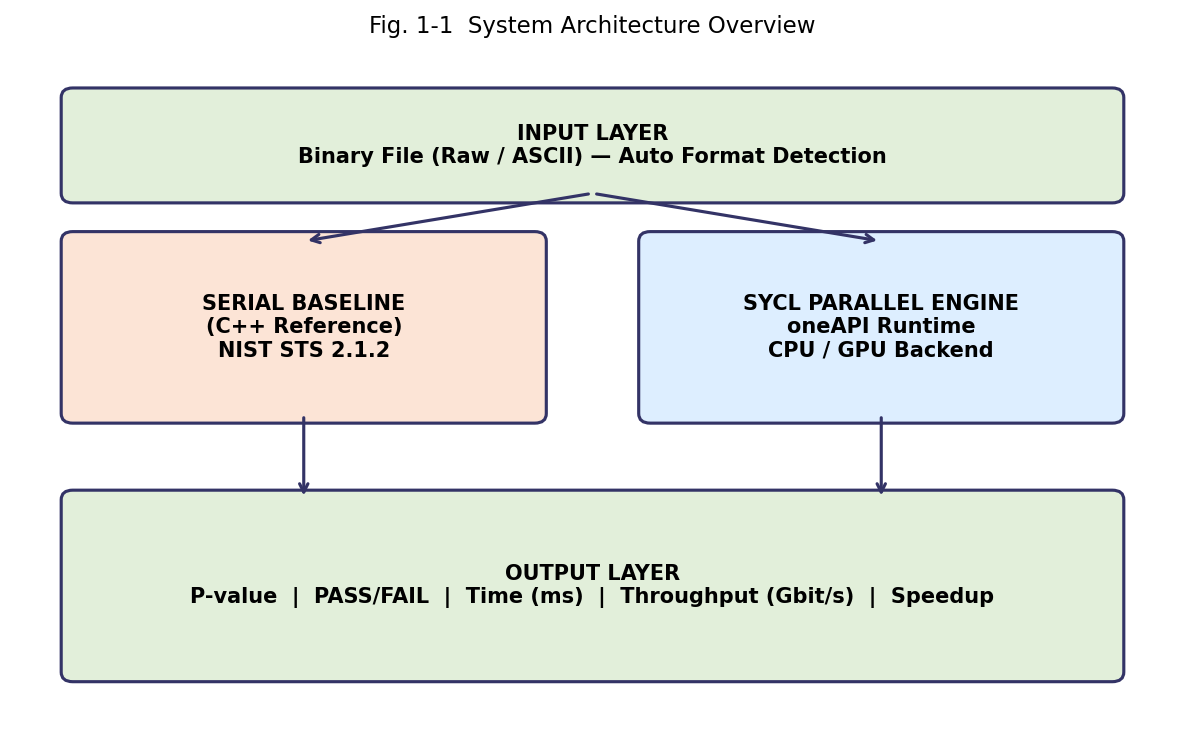 Fig. 1-1  System Architecture Overview
INPUT LAYER
Binary File (Raw / ASCII) — Auto Format Detection
SERIAL BASELINE
(C++ Reference)
NIST STS 2.1.2
SYCL PARALLEL ENGINE
oneAPI Runtime
CPU / GPU Backend
OUTPUT LAYER
P-value  |  PASS/FAIL  |  Time (ms)  |  Throughput (Gbit/s)  |  Speedup